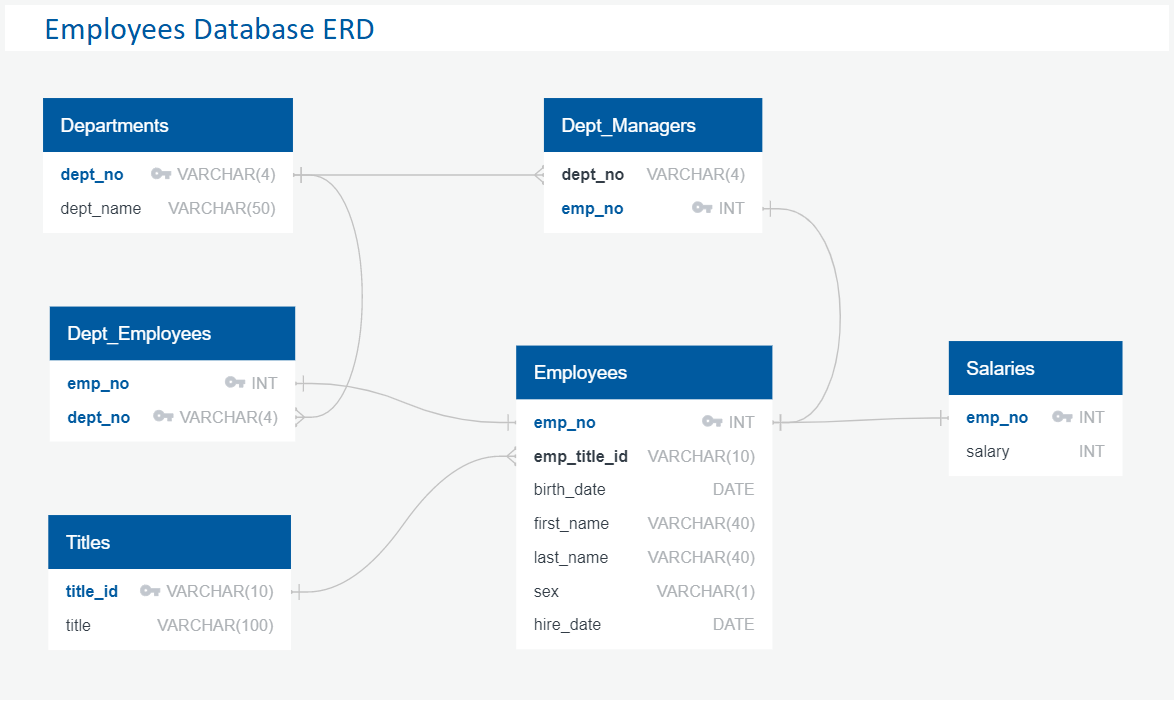 Employees Database ERD
Departments
dept_no VARCHAR(4)
dept_name VARCHAR(50)
Dept_Managers
dept_no VARCHAR(4)
emp_no INT
Dept_Employees
emp_no INT
dept_no VARCHAR(4)
Employees
emp_no INT
emp_title_id VARCHAR(10)
birth_date DATE
first_name VARCHAR(40)
last_name VARCHAR(40)
sex VARCHAR(1)
hire_date DATE
Salaries
emp_no INT
salary INT
Titles
title_id VARCHAR(10)
title VARCHAR(100)